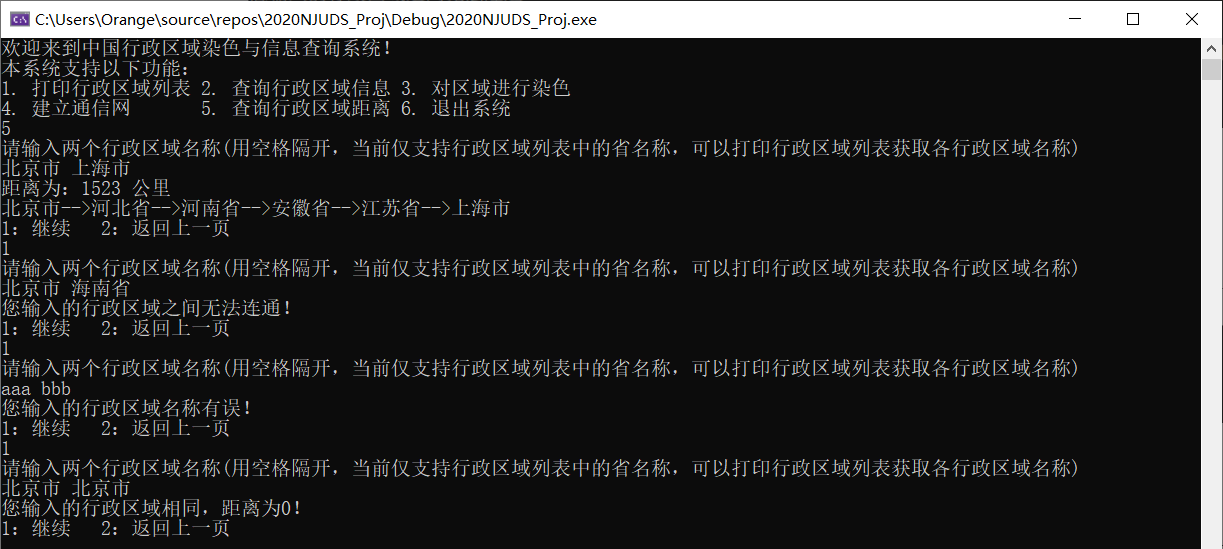 C:\Users\Orange\source\repos\2020NJUDS_Proj\Debug\2020NJUDS_Proj.exe
欢迎来到中国行政区域染色与信息查询系统!
本系统支持以下功能:
1. 打印行政区域列表 2. 查询行政区域信息 3. 对区域进行染色
4. 建立通信网       5. 查询行政区域距离 6. 退出系统
5
请输入两个行政区域名称(用空格隔开，当前仅支持行政区域列表中的省名称，可以打印行政区域列表获取各行政区域名称)
北京市 上海市
距离为：1523 公里
北京市-->河北省-->河南省-->安徽省-->江苏省-->上海市
1：继续   2：返回上一页
1
请输入两个行政区域名称(用空格隔开，当前仅支持行政区域列表中的省名称，可以打印行政区域列表获取各行政区域名称)
北京市 海南省
您输入的行政区域之间无法连通!
1：继续   2：返回上一页
1
请输入两个行政区域名称(用空格隔开，当前仅支持行政区域列表中的省名称，可以打印行政区域列表获取各行政区域名称)
aaa bbb
您输入的行政区域名称有误!
1：继续   2：返回上一页
1
请输入两个行政区域名称(用空格隔开，当前仅支持行政区域列表中的省名称，可以打印行政区域列表获取各行政区域名称)
北京市 北京市
您输入的行政区域相同，距离为0!
1：继续   2：返回上一页